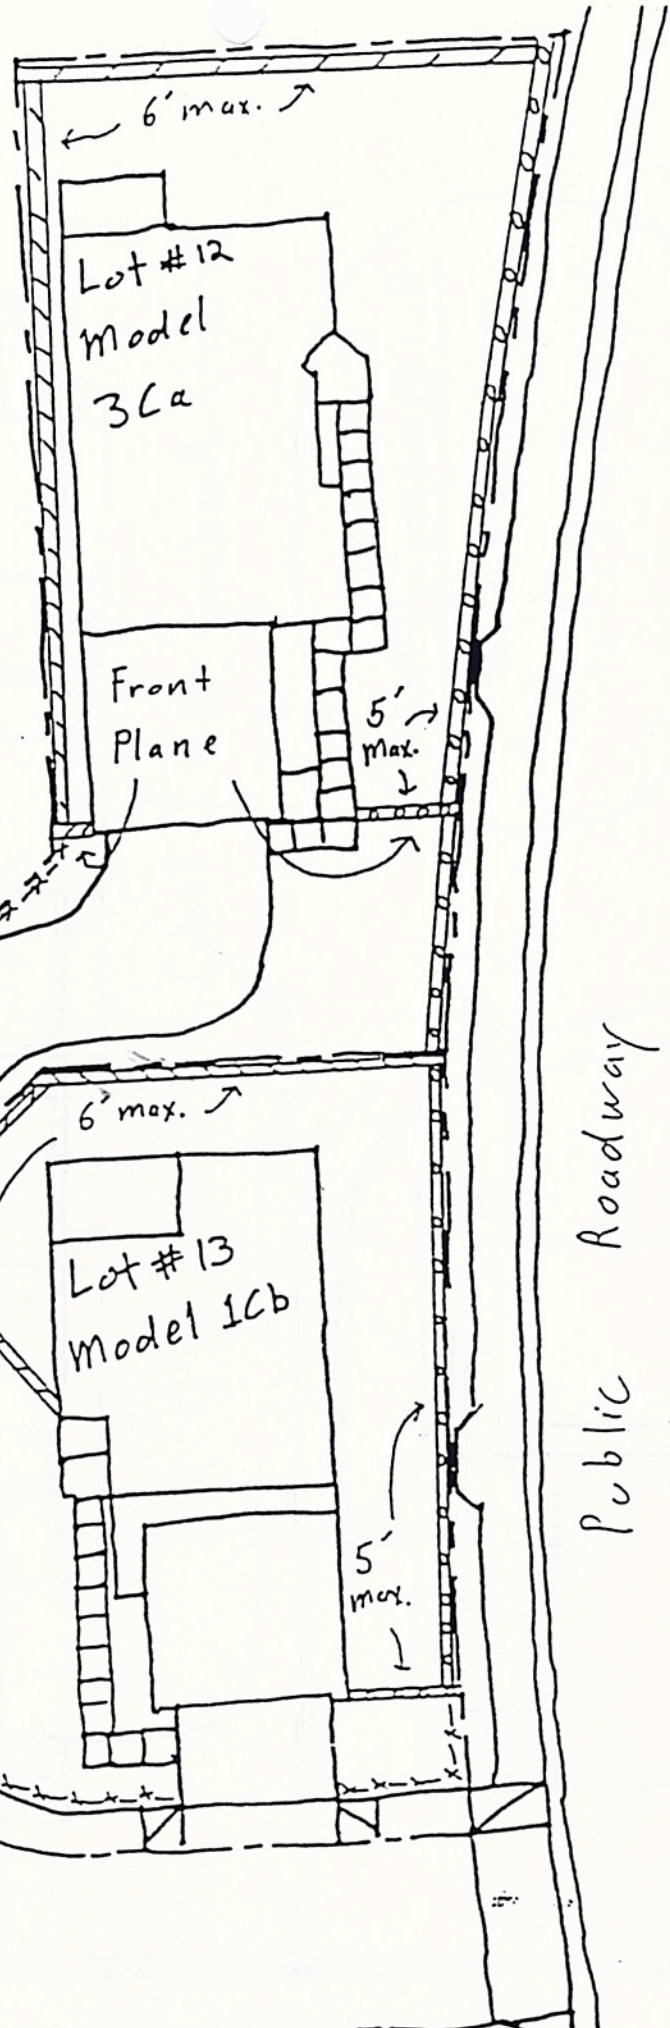 6' max.
Lot #12
Model
3Ca
Front
Plane
5'
max.
6' max.
Lot #13
Model 1Cb
5'
max.
Public Roadway